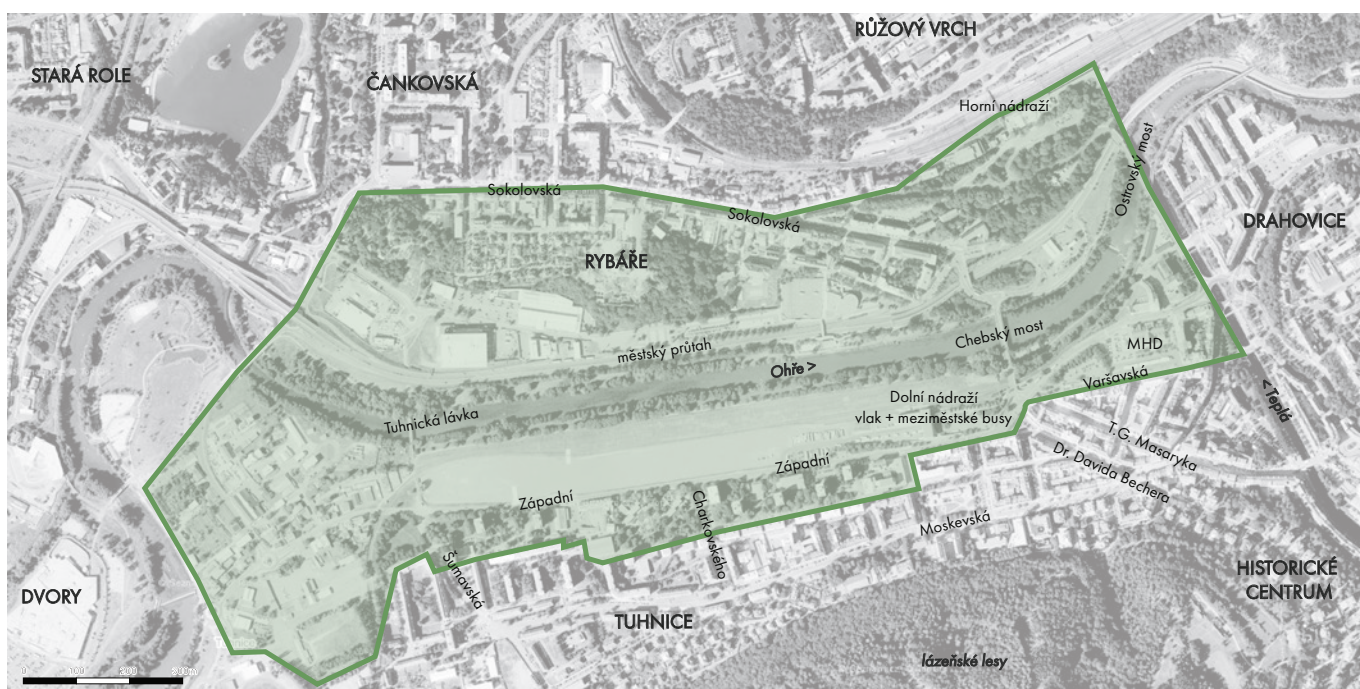 RŮŽOVÝ VRCH
STARÁ ROLE
ČANKOVSKÁ
Horní nádraží
Ostrovský most
Sokolovská
Sokolovská
DRAHOVICE
RYBÁŘE
Chebský most
MHD
městský průtah
Ohře >
Varšavská
< Teplá
Dolní nádraží
vlak + meziměstské busy
Tuhnická lávka
T.G. Masaryka
Dr. Davida Bechera
Západní
Západní
Charkovského
Moskevská
Šumavská
HISTORICKÉ
CENTRUM
DVORY
TUHNICE
lázeňské lesy
0 100 200 300m